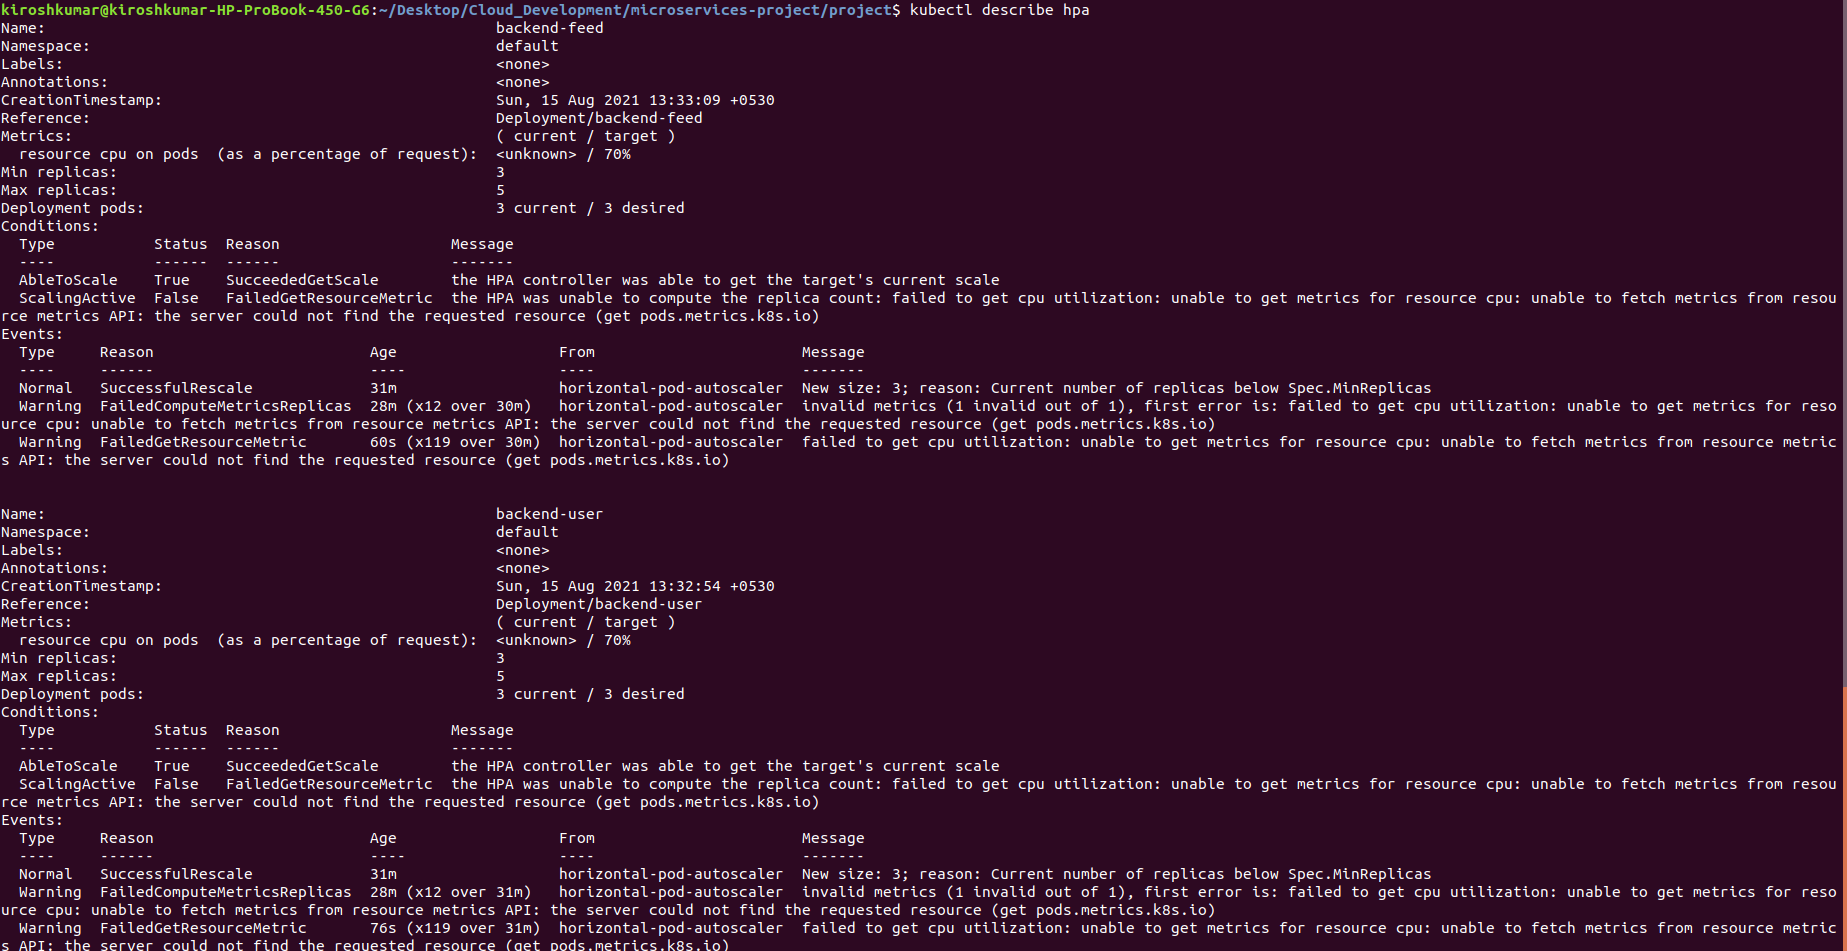 kiroshkumar@kiroshkumar-HP-ProBook-450-G6:~/Desktop/Cloud_Development/microservices-project/project$ kubectl describe hpa
Name:                                                  backend-feed
Namespace:                                             default
Labels:                                                <none>
Annotations:                                           <none>
CreationTimestamp:                                     Sun, 15 Aug 2021 13:33:09 +0530
Reference:                                             Deployment/backend-feed
Metrics:                                               ( current / target )
  resource cpu on pods  (as a percentage of request):  <unknown> / 70%
Min replicas:                                          3
Max replicas:                                          5
Deployment pods:                                       3 current / 3 desired
Conditions:
  Type           Status  Reason                   Message
  ----           ------  ------                   -------
  AbleToScale    True    SucceededGetScale        the HPA controller was able to get the target's current scale
  ScalingActive  False   FailedGetResourceMetric  the HPA was unable to compute the replica count: failed to get cpu utilization: unable to get metrics for resource cpu: unable to fetch metrics from resou
rce metrics API: the server could not find the requested resource (get pods.metrics.k8s.io)
Events:
  Type     Reason                        Age                  From                       Message
  ----     ------                        ----                 ----                       -------
  Normal   SuccessfulRescale             31m                  horizontal-pod-autoscaler  New size: 3; reason: Current number of replicas below Spec.MinReplicas
  Warning  FailedComputeMetricsReplicas  28m (x12 over 30m)   horizontal-pod-autoscaler  invalid metrics (1 invalid out of 1), first error is: failed to get cpu utilization: unable to get metrics for reso
urce cpu: unable to fetch metrics from resource metrics API: the server could not find the requested resource (get pods.metrics.k8s.io)
  Warning  FailedGetResourceMetric       60s (x119 over 30m)  horizontal-pod-autoscaler  failed to get cpu utilization: unable to get metrics for resource cpu: unable to fetch metrics from resource metric
s API: the server could not find the requested resource (get pods.metrics.k8s.io)
Name:                                                  backend-user
Namespace:                                             default
Labels:                                                <none>
Annotations:                                           <none>
CreationTimestamp:                                     Sun, 15 Aug 2021 13:32:54 +0530
Reference:                                             Deployment/backend-user
Metrics:                                               ( current / target )
  resource cpu on pods  (as a percentage of request):  <unknown> / 70%
Min replicas:                                          3
Max replicas:                                          5
Deployment pods:                                       3 current / 3 desired
Conditions:
  Type           Status  Reason                   Message
  ----           ------  ------                   -------
  AbleToScale    True    SucceededGetScale        the HPA controller was able to get the target's current scale
  ScalingActive  False   FailedGetResourceMetric  the HPA was unable to compute the replica count: failed to get cpu utilization: unable to get metrics for resource cpu: unable to fetch metrics from resou
rce metrics API: the server could not find the requested resource (get pods.metrics.k8s.io)
Events:
  Type     Reason                        Age                  From                       Message
  ----     ------                        ----                 ----                       -------
  Normal   SuccessfulRescale             31m                  horizontal-pod-autoscaler  New size: 3; reason: Current number of replicas below Spec.MinReplicas
  Warning  FailedComputeMetricsReplicas  28m (x12 over 31m)   horizontal-pod-autoscaler  invalid metrics (1 invalid out of 1), first error is: failed to get cpu utilization: unable to get metrics for reso
urce cpu: unable to fetch metrics from resource metrics API: the server could not find the requested resource (get pods.metrics.k8s.io)
  Warning  FailedGetResourceMetric       76s (x119 over 31m)  horizontal-pod-autoscaler  failed to get cpu utilization: unable to get metrics for resource cpu: unable to fetch metrics from resource metric
s API: the server could not find the requested resource (get pods.metrics.k8s.io)